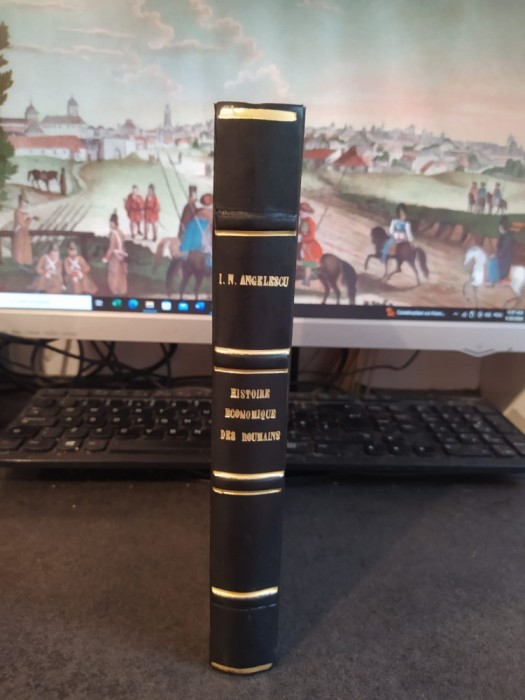 I. N. ANGELESCU
HISTOIRE
ECONOMIQUE
DES ROUMAINS